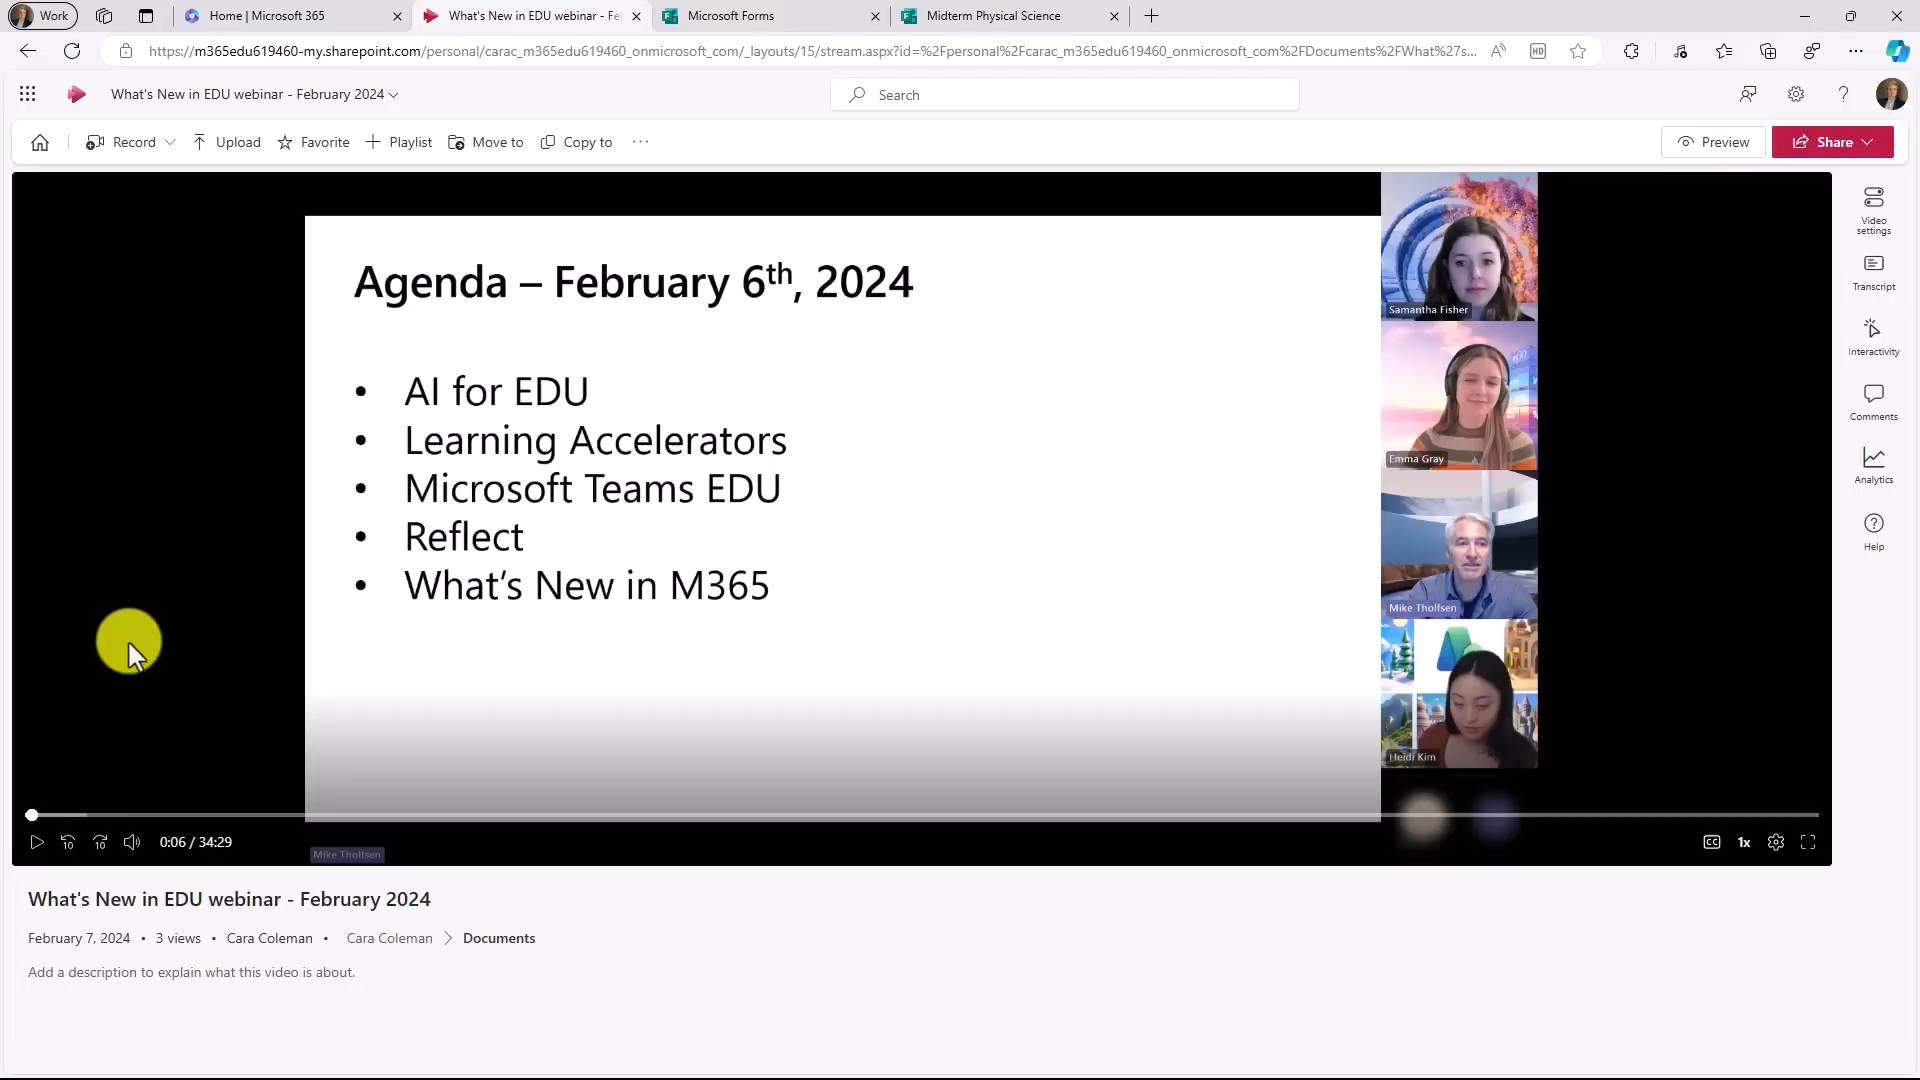 Work
Home | Microsoft 365
What's New in EDU webinar - Fe
Microsoft Forms
Midterm Physical Science
https://m365edu619460-my.sharepoint.com/personal/carac_m365edu619460_onmicrosoft_com/_layouts/15/stream.aspx?id=%2Fpersonal%2Fcarac_m365edu619460_onmicrosoft_com%2FDocuments%2FWhat%27s...
HD
What's New in EDU webinar - February 2024
Search
Record
Upload
Favorite
Playlist
Move to
Copy to
Preview
Share
Agenda – February 6th, 2024
• AI for EDU
• Learning Accelerators
• Microsoft Teams EDU
• Reflect
• What's New in M365
Samantha Fisher
Emma Gray
Mike Tholfsen
Heidi Kim
Video settings
Transcript
Interactivity
Comments
Analytics
Help
10
10
0:06 / 34:29
Mike Tholfsen
CC
1x
What's New in EDU webinar - February 2024
February 7, 2024 • 3 views • Cara Coleman • Cara Coleman > Documents
Add a description to explain what this video is about.